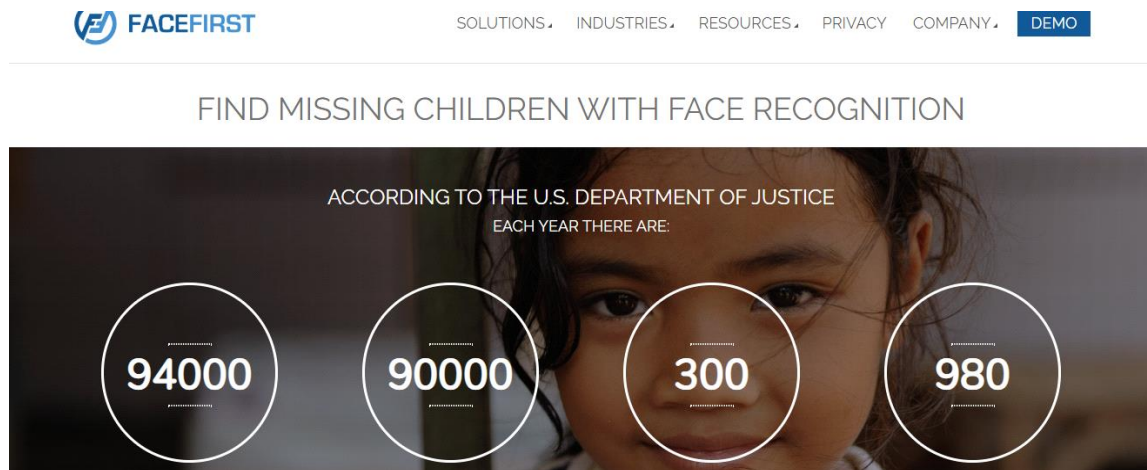 FACEFIRST
SOLUTIONS INDUSTRIES RESOURCES PRIVACY COMPANY DEMO
FIND MISSING CHILDREN WITH FACE RECOGNITION
ACCORDING TO THE U.S. DEPARTMENT OF JUSTICE
EACH YEAR THERE ARE:
94000 90000 300 980